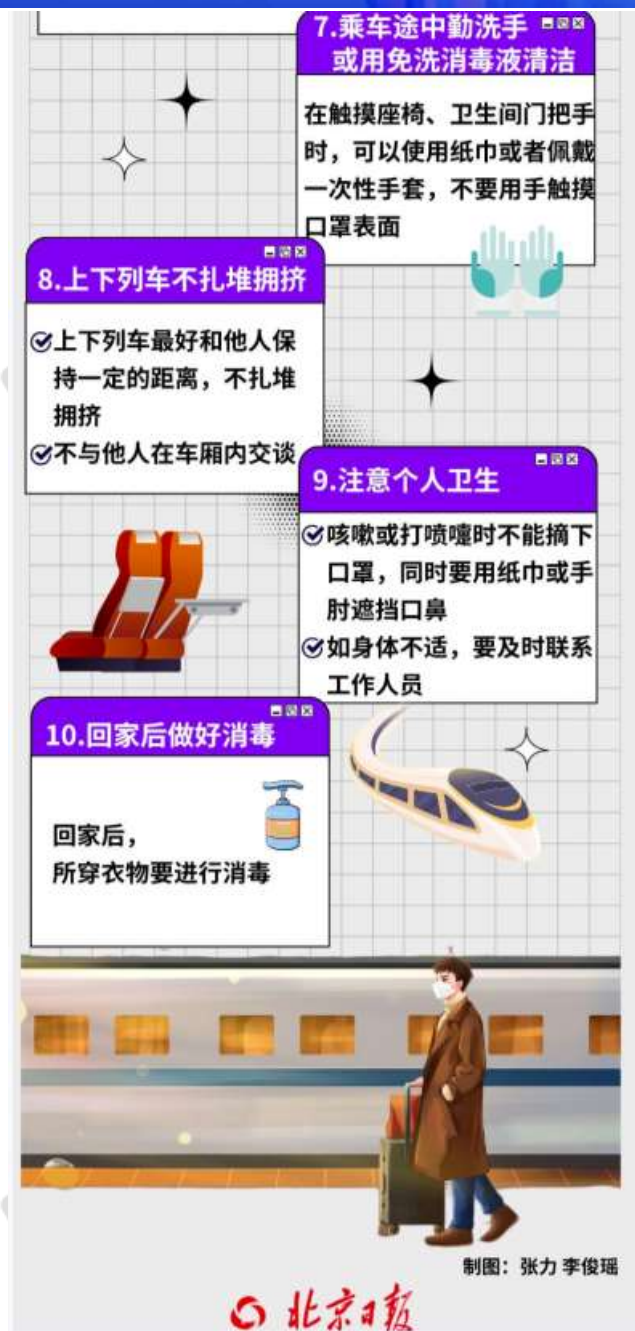 7.乘车途中勤洗手
或用免洗消毒液清洁
在触摸座椅、卫生间门把手
时，可以使用纸巾或者佩戴
一次性手套，不要用手触摸
口罩表面
8.上下列车不扎堆拥挤
上下列车最好和他人保
持一定的距离，不扎堆
拥挤
不与他人在车厢内交谈
9.注意个人卫生
咳嗽或打喷嚏时不能摘下
口罩，同时要用纸巾或手
肘遮挡口鼻
如身体不适，要及时联系
工作人员
10.回家后做好消毒
回家后，
所穿衣物要进行消毒
制图：张力 李俊瑶
北京日报